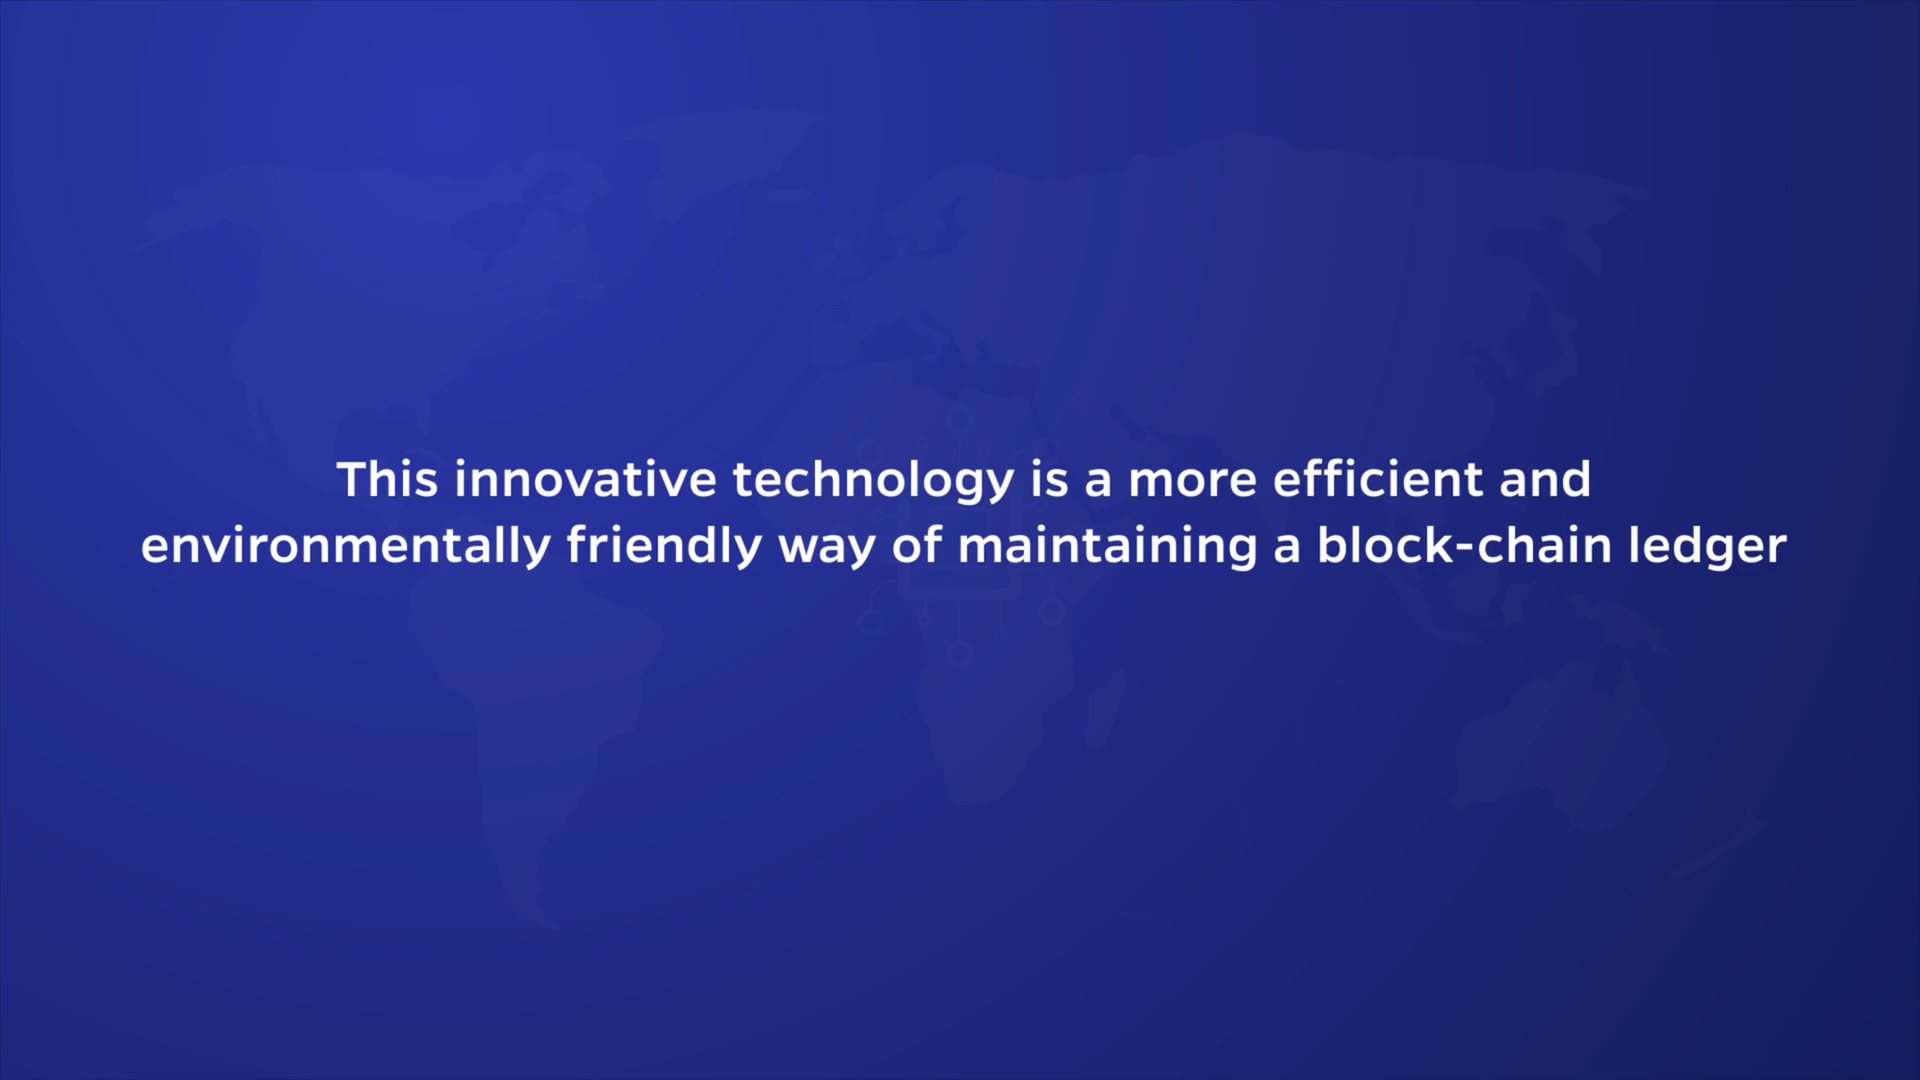 This innovative technology is a more efficient and
environmentally friendly way of maintaining a block-chain ledger